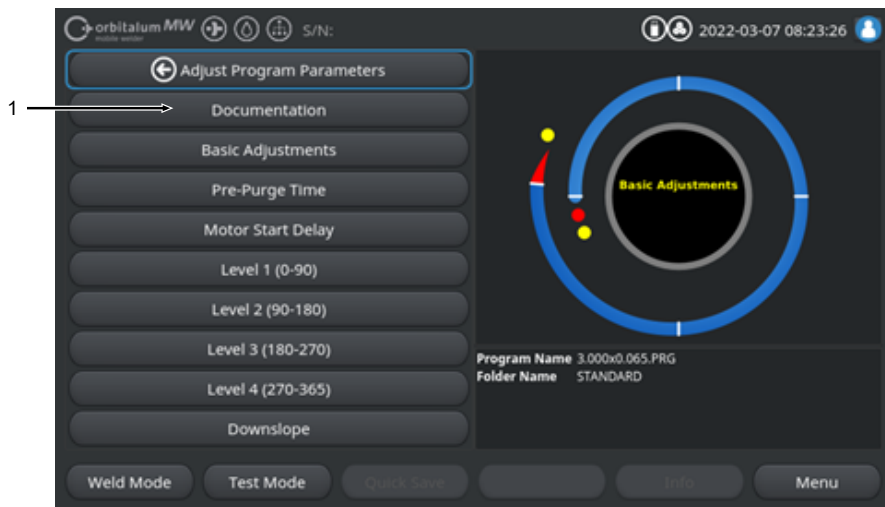 orbitalum MW
mobile welder
S/N:
2022-03-07 08:23:26
Adjust Program Parameters
1
Documentation
Basic Adjustments
Pre-Purge Time
Motor Start Delay
Level 1 (0-90)
Level 2 (90-180)
Level 3 (180-270)
Level 4 (270-365)
Downslope
Basic Adjustments
Program Name 3.000x0.065.PRG
Folder Name STANDARD
Weld Mode Test Mode Quick Save Info Menu